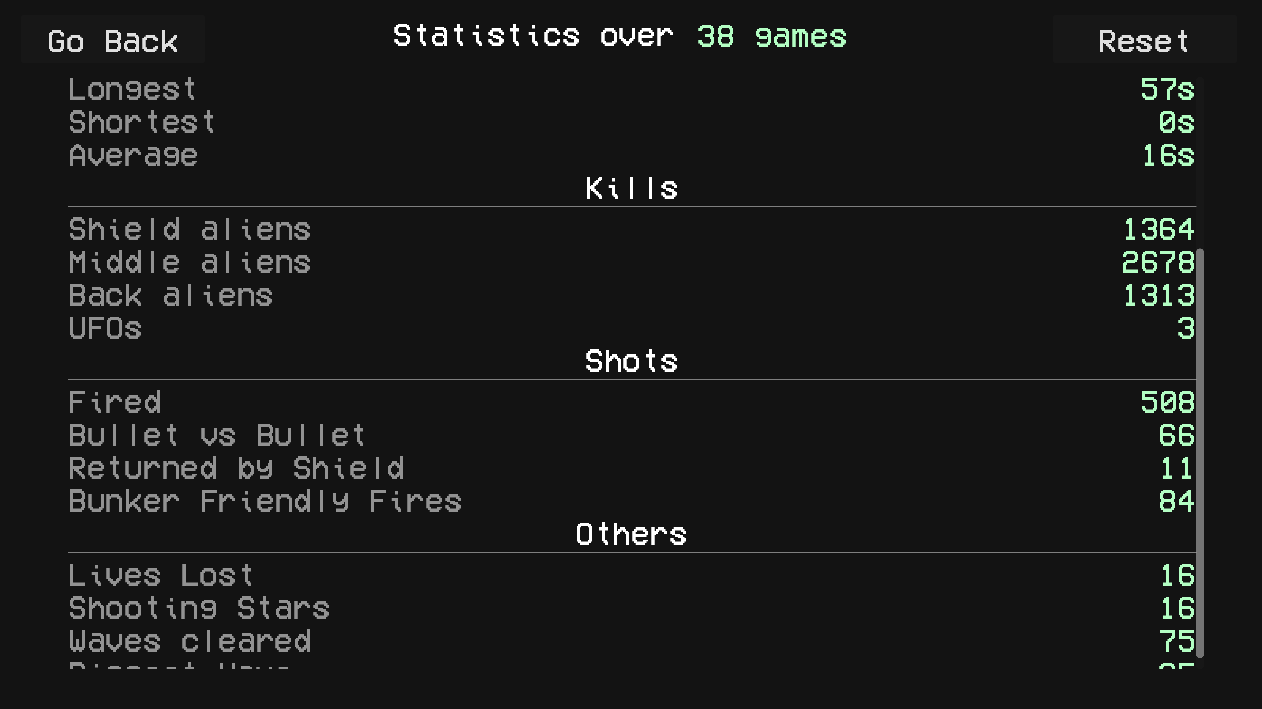 Go Back
Statistics over 38 games
Reset
Longest 57s
Shortest 0s
Average 16s
Kills
Shield aliens 1364
Middle aliens 2678
Back aliens 1313
UFOs 3
Shots
Fired 508
Bullet vs Bullet 66
Returned by Shield 11
Bunker Friendly Fires 84
Others
Lives Lost 16
Shooting Stars 16
Waves cleared 75